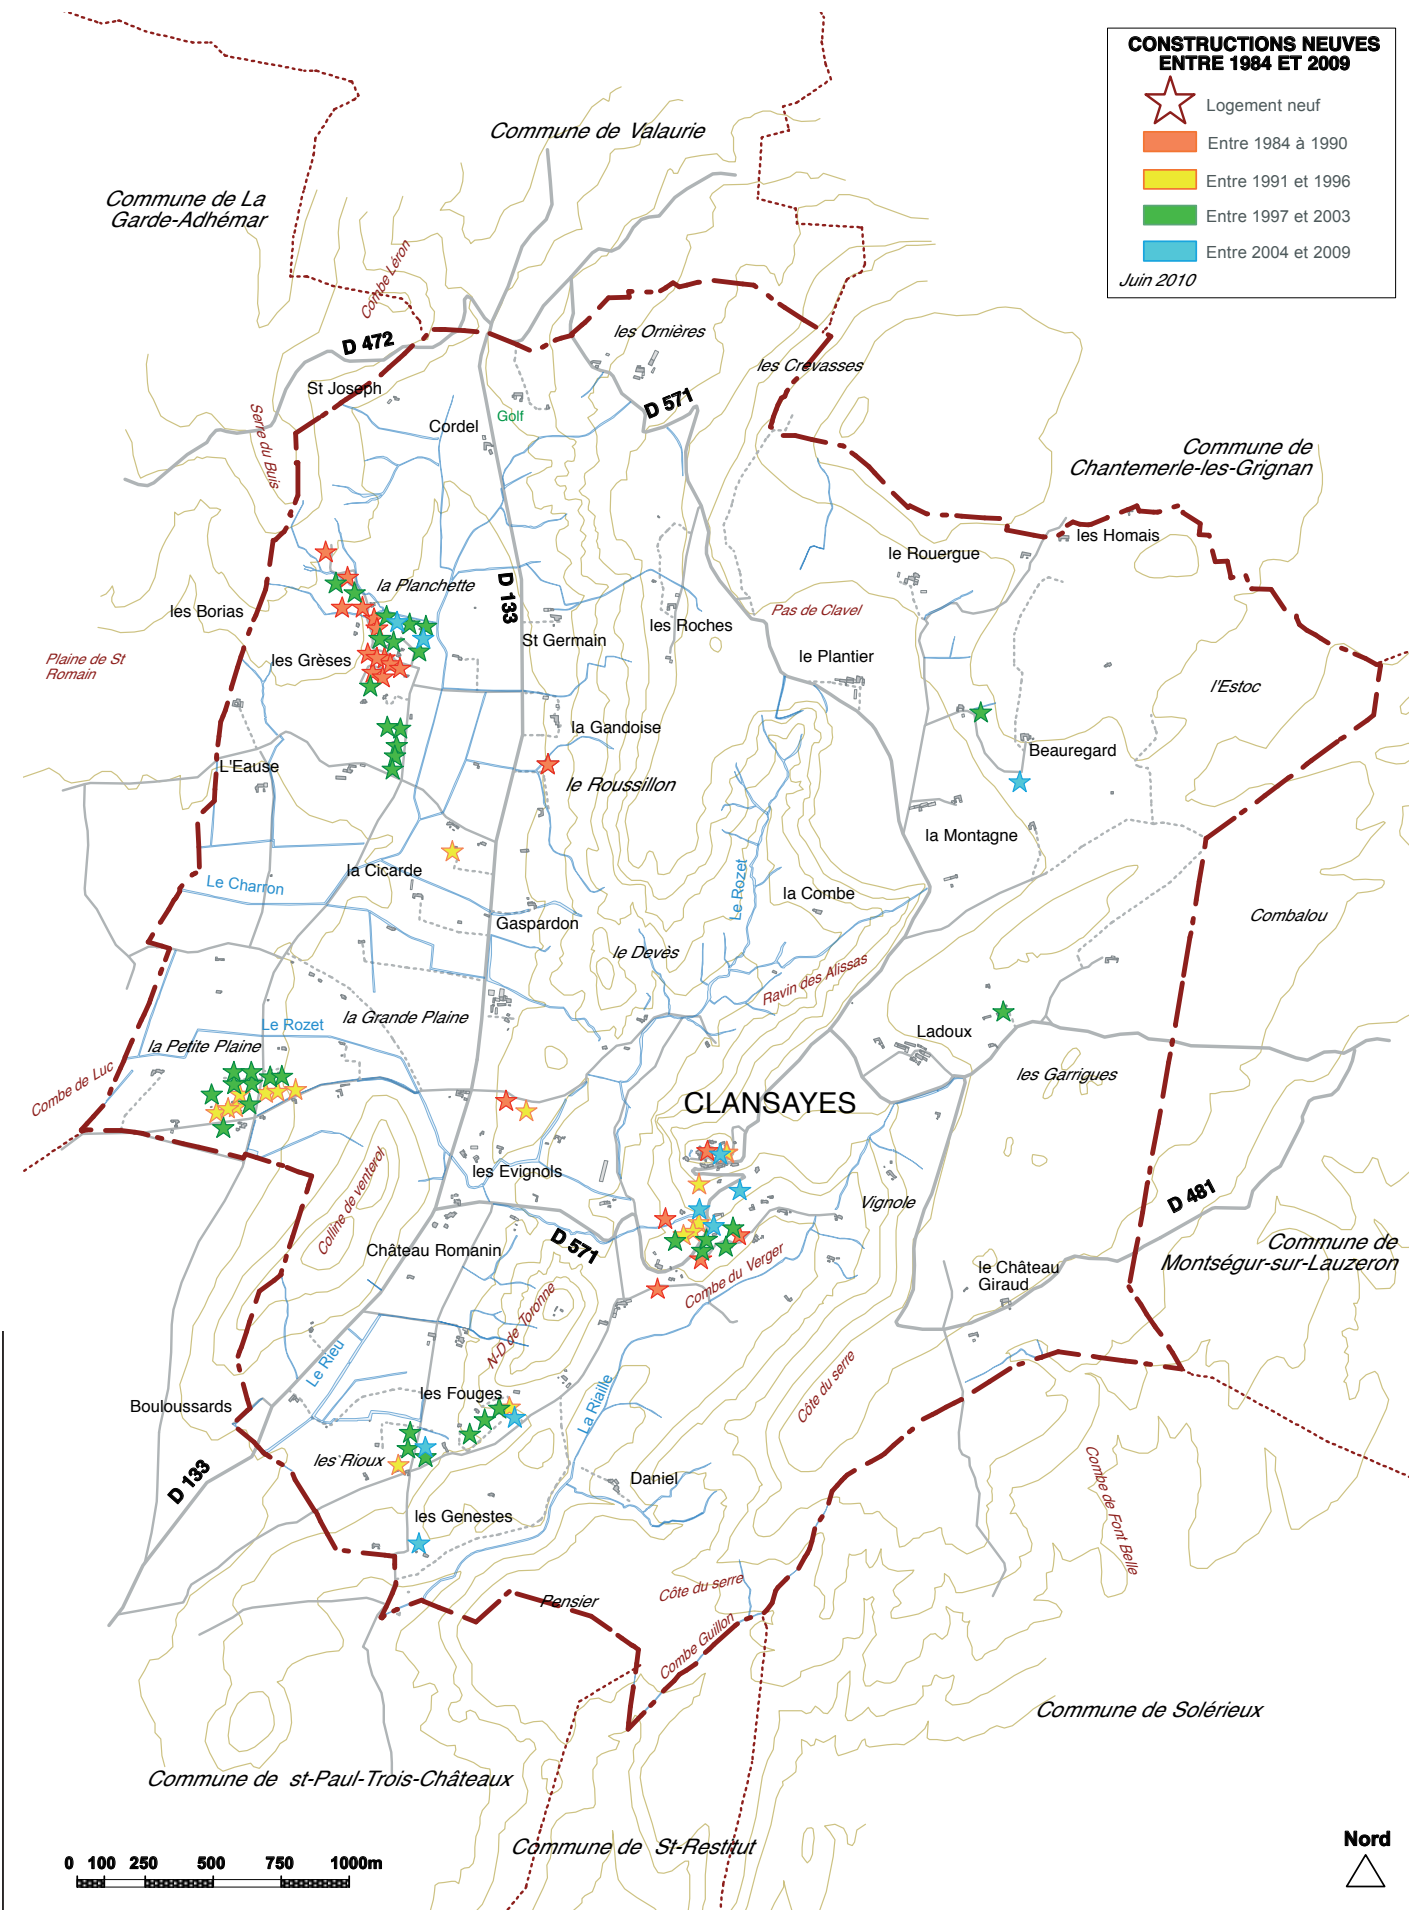 CONSTRUCTIONS NEUVES
ENTRE 1984 ET 2009
Logement neuf
Entre 1984 à 1990
Entre 1991 et 1996
Entre 1997 et 2003
Entre 2004 et 2009
Juin 2010
Commune de Valaurie
Commune de La
Garde-Adhémar
Combe Léron
D 472
les Ornières
les Crevasses
St Joseph
D 571
Golf
Cordel
Serre du Buis
Commune de
Chantemerle-les-Grignan
les Homais
le Rouergue
la Planchette
D 133
les Borias
Pas de Clavel
les Roches
St Germain
les Grèses
Plaine de St
Romain
le Plantier
l'Estoc
la Gandoise
Beauregard
L'Eause
le Roussillon
la Montagne
la Cicarde
Le Charron
Le Rozet
la Combe
Combalou
Gaspardon
le Devès
Ravin des Alissas
la Grande Plaine
Le Rozet
Ladoux
la Petite Plaine
les Garrigues
Combe de Luc
CLANSAYES
les Evignols
Vignole
D 481
Colline de venterol
Château Romanin
D 571
Commune de
Montségur-sur-Lauzeron
le Château
Giraud
Combe du Verger
N-D de Toronne
Le Rieu
Côte du serre
La Riaille
les Fouges
Bouloussards
les Rioux
D 133
Daniel
Combe de Font Belle
les Genestes
Côte du serre
Pensier
Combe Guillon
Commune de Solérieux
Commune de st-Paul-Trois-Châteaux
Commune de St-Restitut
Nord
0 100 250 500 750 1000m